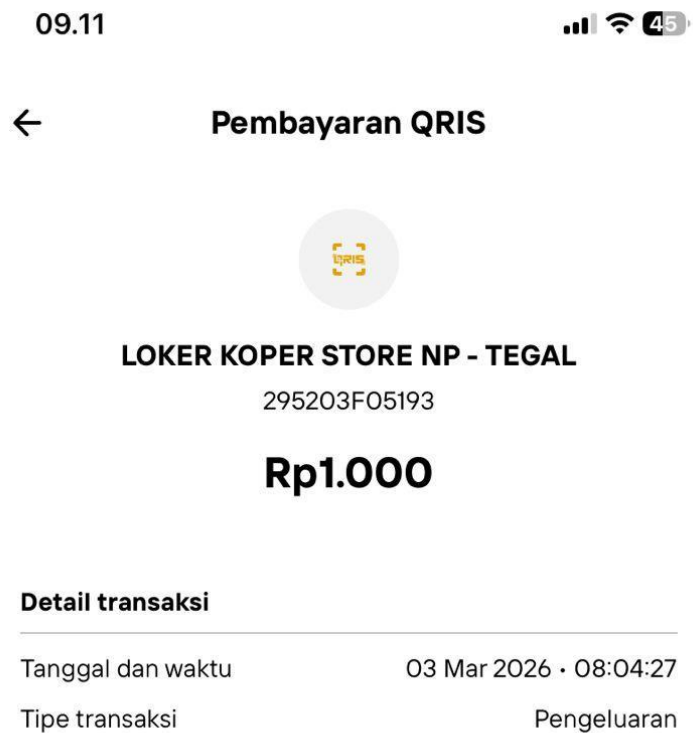 09.11
45
Pembayaran QRIS
QRIS
LOKER KOPER STORE NP - TEGAL
295203F05193
Rp1.000
Detail transaksi
Tanggal dan waktu 03 Mar 2026 • 08:04:27
Tipe transaksi Pengeluaran